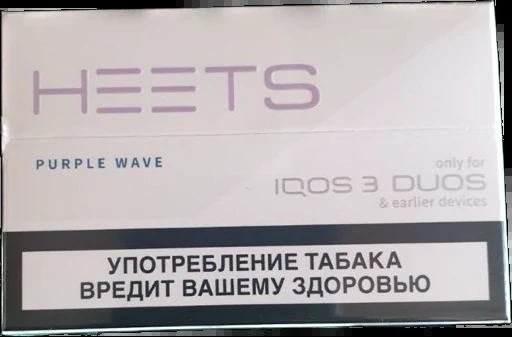 HEETS
PURPLE WAVE
only for
IQOS 3 DUOS
& earlier devices
УПОТРЕБЛЕНИЕ ТАБАКА
ВРЕДИТ ВАШЕМУ ЗДОРОВЬЮ